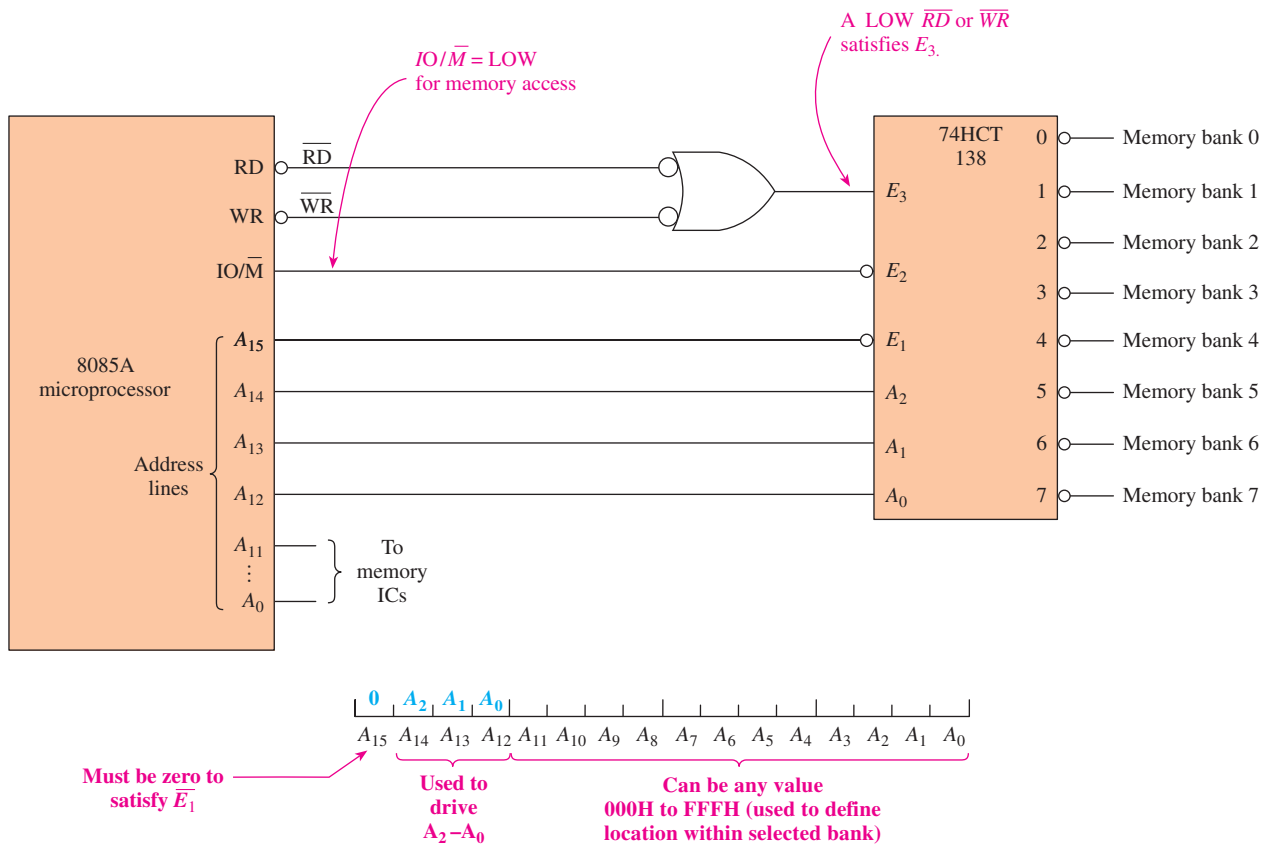 A LOW R̅D̅ or W̅R̅
satisfies E₃.
IO/M̅ = LOW
for memory access
RD
R̅D̅
WR
W̅R̅
IO/M̅
A₁₅
A₁₄
A₁₃
A₁₂
A₁₁
⋮
A₀
8085A
microprocessor
Address
lines
To
memory
ICs
74HCT
138
E₃
E₂
E₁
A₂
A₁
A₀
0 Memory bank 0
1 Memory bank 1
2 Memory bank 2
3 Memory bank 3
4 Memory bank 4
5 Memory bank 5
6 Memory bank 6
7 Memory bank 7
0 A₂ A₁ A₀
A₁₅ A₁₄ A₁₃ A₁₂ A₁₁ A₁₀ A₉ A₈ A₇ A₆ A₅ A₄ A₃ A₂ A₁ A₀
Must be zero to
satisfy E̅₁̅
Used to
drive
A₂–A₀
Can be any value
000H to FFFH (used to define
location within selected bank)